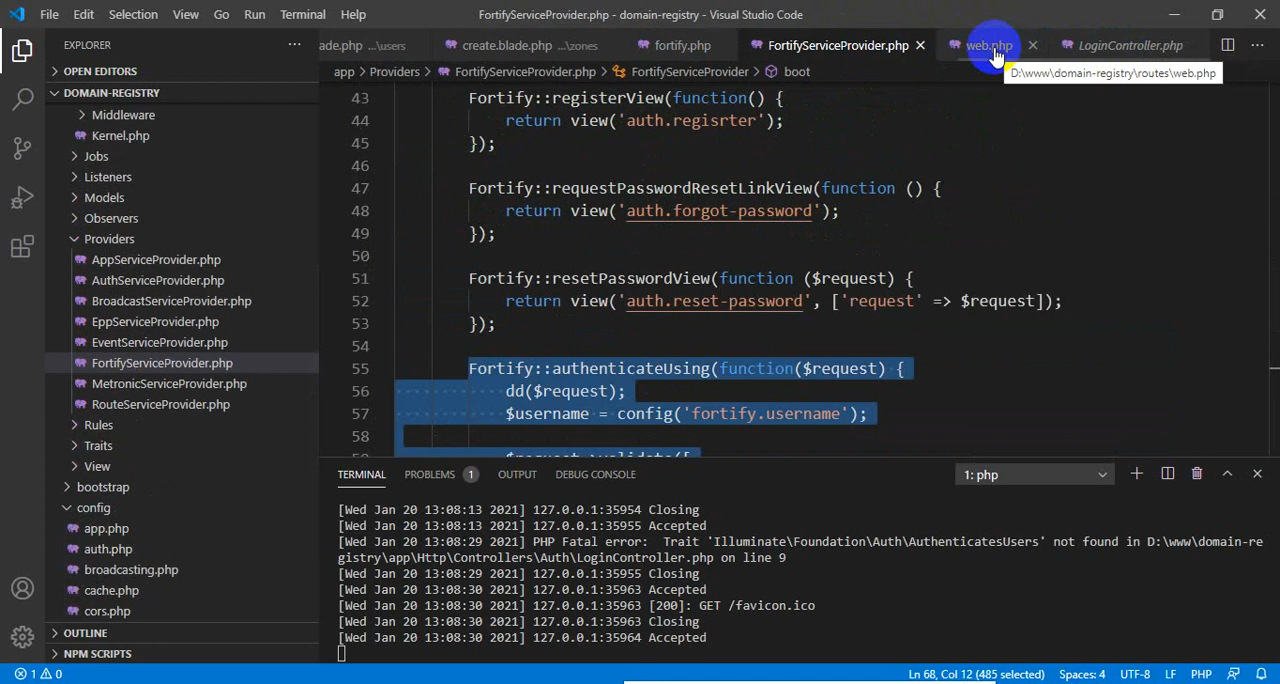 File Edit Selection View Go Run Terminal Help FortifyServiceProvider.php - domain-registry - Visual Studio Code
EXPLORER
OPEN EDITORS
DOMAIN-REGISTRY
Middleware
Kernel.php
Jobs
Listeners
Models
Observers
Providers
AppServiceProvider.php
AuthServiceProvider.php
BroadcastServiceProvider.php
EppServiceProvider.php
EventServiceProvider.php
FortifyServiceProvider.php
MetronicServiceProvider.php
RouteServiceProvider.php
Rules
Traits
View
bootstrap
config
app.php
auth.php
broadcasting.php
cache.php
cors.php
OUTLINE
NPM SCRIPTS
ade.php ...\users create.blade.php ...\zones fortify.php FortifyServiceProvider.php web.php LoginController.php
app > Providers > FortifyServiceProvider.php > FortifyServiceProvider > boot
D:\www\domain-registry\routes\web.php
43 Fortify::registerView(function() {
44 return view('auth.regisrter');
45 });
46
47 Fortify::requestPasswordResetLinkView(function () {
48 return view('auth.forgot-password');
49 });
50
51 Fortify::resetPasswordView(function ($request) {
52 return view('auth.reset-password', ['request' => $request]);
53 });
54
55 Fortify::authenticateUsing(function($request) {
56 dd($request);
57 $username = config('fortify.username');
58
59 $request->validate([
TERMINAL PROBLEMS 1 OUTPUT DEBUG CONSOLE 1: php
[Wed Jan 20 13:08:13 2021] 127.0.0.1:35954 Closing
[Wed Jan 20 13:08:13 2021] 127.0.0.1:35955 Accepted
[Wed Jan 20 13:08:29 2021] PHP Fatal error:  Trait 'Illuminate\Foundation\Auth\AuthenticatesUsers' not found in D:\www\domain-re
gistry\app\Http\Controllers\Auth\LoginController.php on line 9
[Wed Jan 20 13:08:29 2021] 127.0.0.1:35955 Closing
[Wed Jan 20 13:08:30 2021] 127.0.0.1:35963 Accepted
[Wed Jan 20 13:08:30 2021] 127.0.0.1:35963 [200]: GET /favicon.ico
[Wed Jan 20 13:08:30 2021] 127.0.0.1:35963 Closing
[Wed Jan 20 13:08:30 2021] 127.0.0.1:35964 Accepted
1 0 Ln 68, Col 12 (485 selected) Spaces: 4 UTF-8 LF PHP